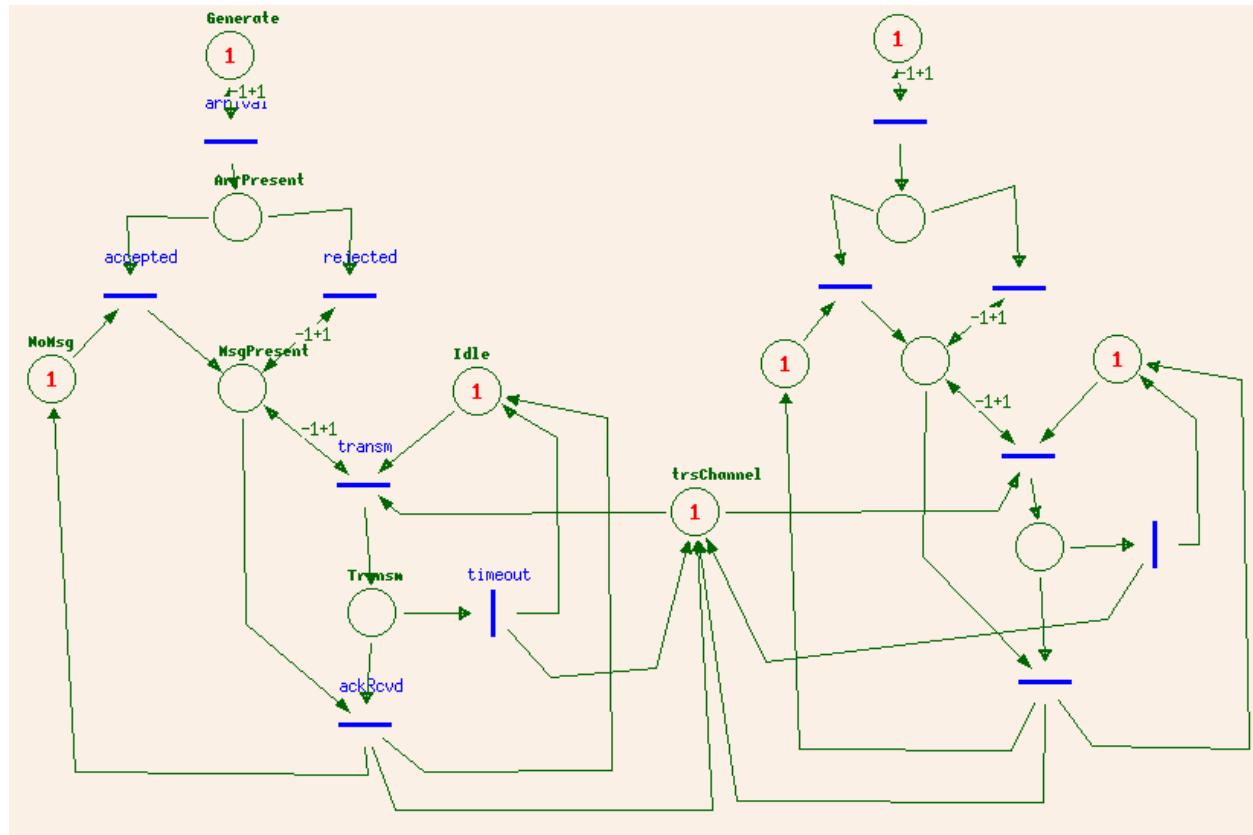 Generate
1
1
-1+1
-1+1
arrival
ArrPresent
accepted
rejected
-1+1
-1+1
NoMsg
MsgPresent
Idle
1
1
1
1
-1+1
-1+1
transm
trsChannel
1
Transm
timeout
ackRcvd